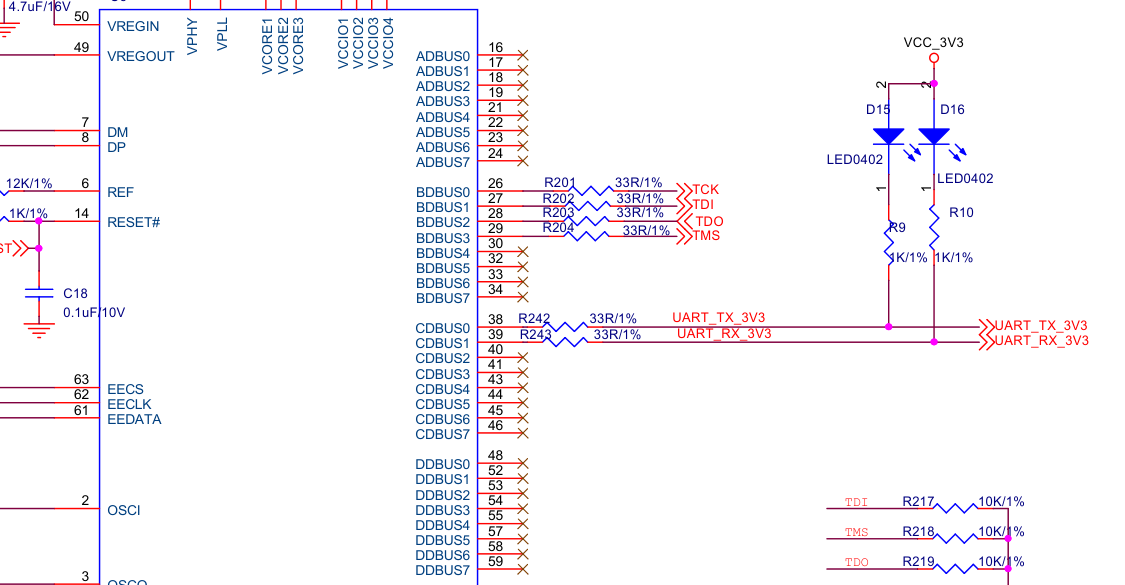 4.7uF/16V
50
VREGIN
49
VREGOUT
VPHY
VPLL
VCORE1
VCORE2
VCORE3
VCCIO1
VCCIO2
VCCIO3
VCCIO4
7
DM
8
DP
12K/1%
6
REF
1K/1%
14
RESET#
C18
0.1uF/10V
63
EECS
62
EECLK
61
EEDATA
2
OSCI
3
ADBUS0 16
ADBUS1 17
ADBUS2 18
ADBUS3 19
ADBUS4 21
ADBUS5 22
ADBUS6 23
ADBUS7 24
BDBUS0 26 R201 33R/1% TCK
BDBUS1 27 R202 33R/1% TDI
BDBUS2 28 R203 33R/1% TDO
BDBUS3 29 R204 33R/1% TMS
BDBUS4 30
BDBUS5 32
BDBUS6 33
BDBUS7 34
CDBUS0 38 R242 33R/1% UART_TX_3V3 UART_TX_3V3
CDBUS1 39 R243 33R/1% UART_RX_3V3 UART_RX_3V3
CDBUS2 40
CDBUS3 41
CDBUS4 43
CDBUS5 44
CDBUS6 45
CDBUS7 46
DDBUS0 48
DDBUS1 52
DDBUS2 53
DDBUS3 54
DDBUS4 55
DDBUS5 57
DDBUS6 58
DDBUS7 59
VCC_3V3
2
2
D15
D16
LED0402
LED0402
1
1
R9
R10
1K/1%
1K/1%
TDI R217 10K/1%
TMS R218 10K/1%
TDO R219 10K/1%